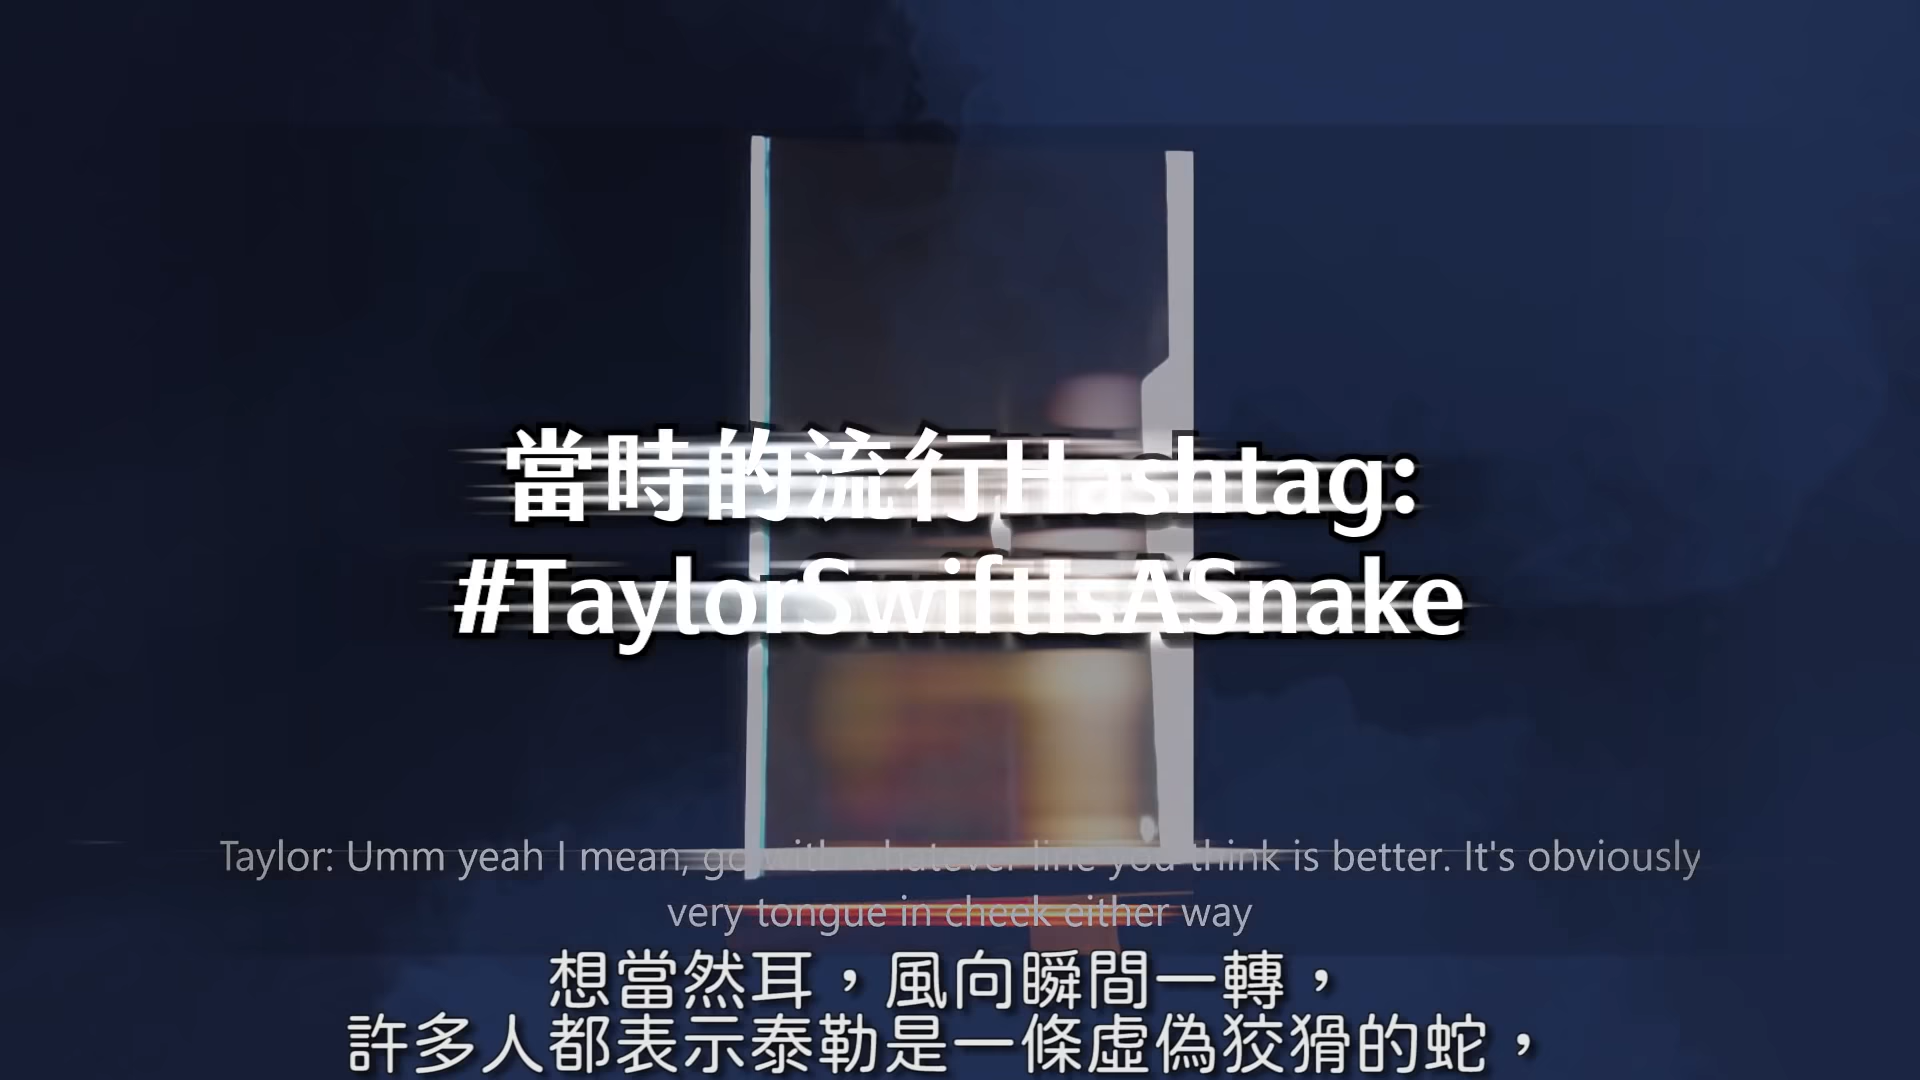 當時的流行Hashtag:
#TaylorSwiftIsASnake
Taylor: Umm yeah I mean, go with whatever line you think is better. It's obviously
very tongue in cheek either way
想當然耳，風向瞬間一轉，
許多人都表示泰勒是一條虛偽狡猾的蛇，